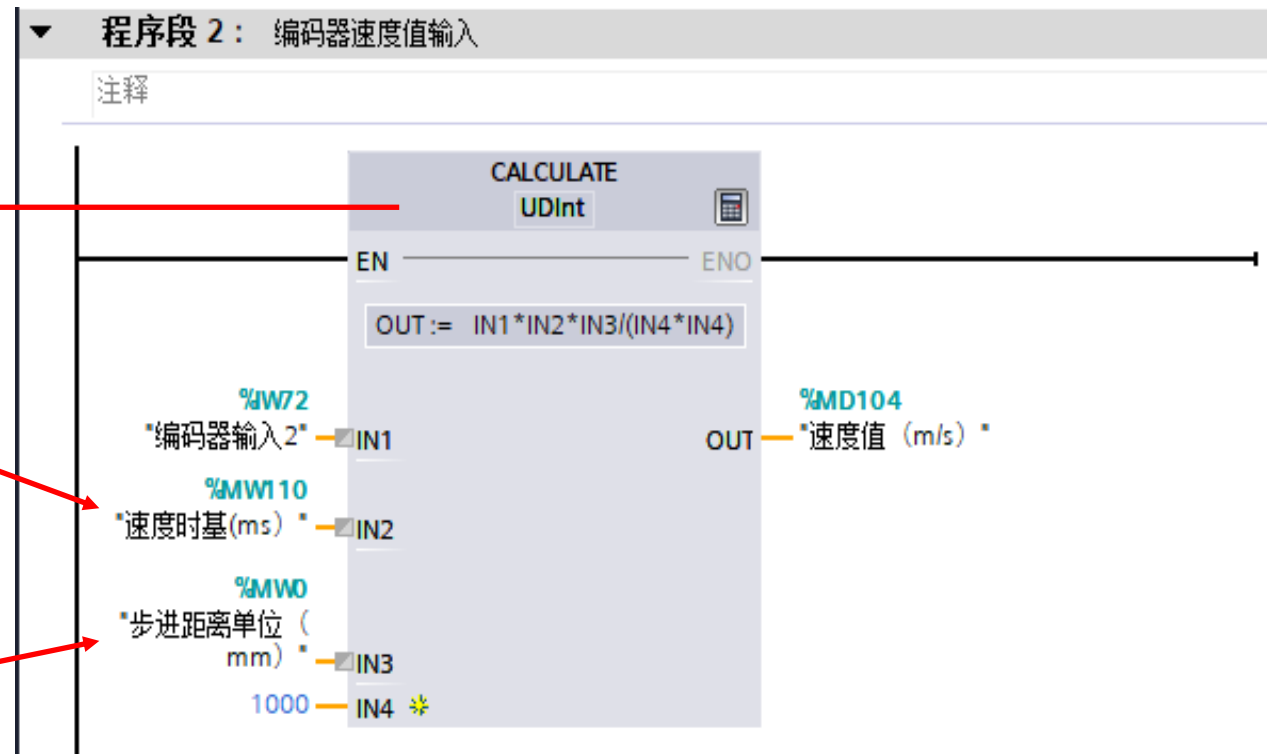 程序段 2： 编码器速度值输入
注释
CALCULATE
UDInt
EN
ENO
OUT := IN1*IN2*IN3/(IN4*IN4)
%IW72
"编码器输入2"
IN1
%MD104
OUT
"速度值（m/s）"
%MW110
"速度时基(ms）"
IN2
%MW0
"步进距离单位（
mm）"
IN3
1000
IN4